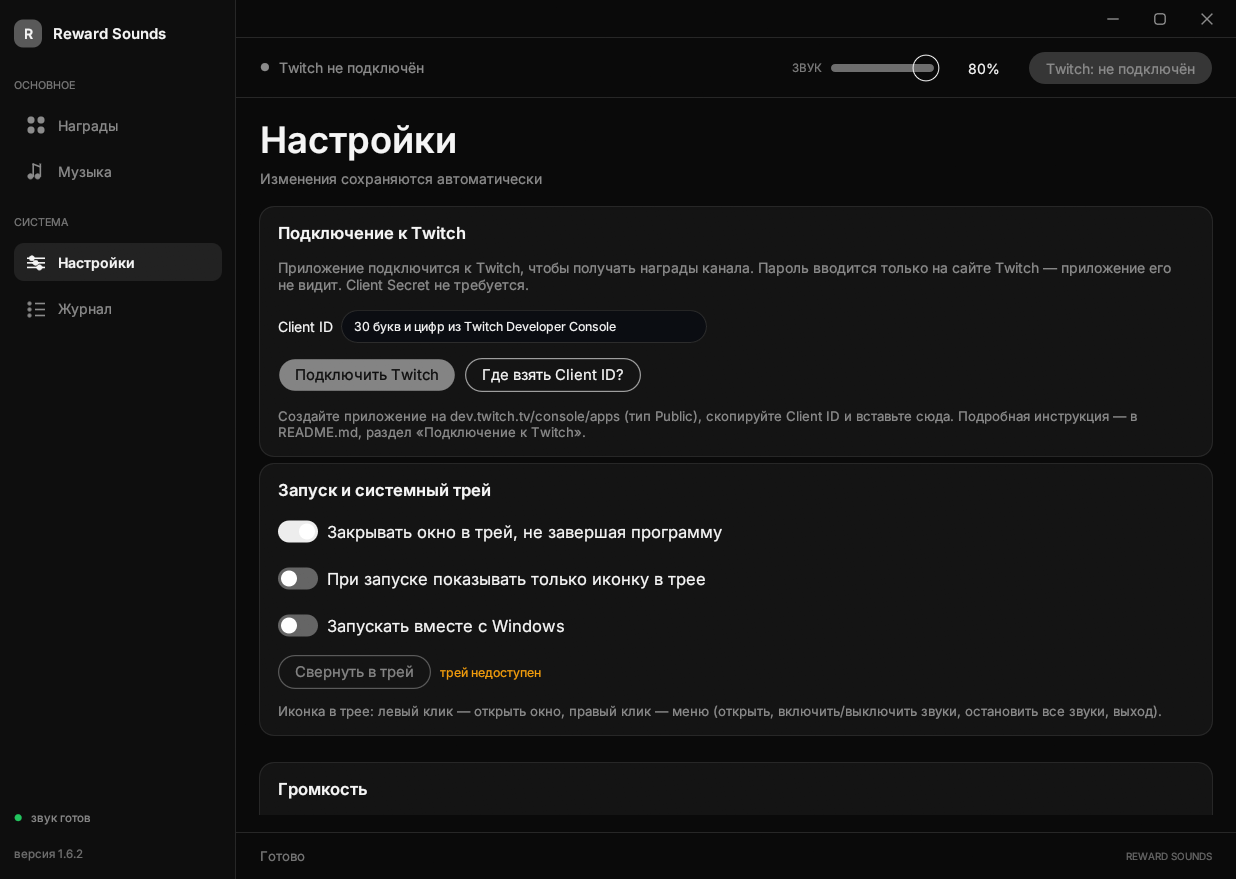 R Reward Sounds
ОСНОВНОЕ
Награды
Музыка
СИСТЕМА
Настройки
Журнал
звук готов
версия 1.6.2
Twitch не подключён
ЗВУК
80%
Twitch: не подключён
Настройки
Изменения сохраняются автоматически
Подключение к Twitch
Приложение подключится к Twitch, чтобы получать награды канала. Пароль вводится только на сайте Twitch — приложение его
не видит. Client Secret не требуется.
Client ID
30 букв и цифр из Twitch Developer Console
Подключить Twitch
Где взять Client ID?
Создайте приложение на dev.twitch.tv/console/apps (тип Public), скопируйте Client ID и вставьте сюда. Подробная инструкция — в
README.md, раздел «Подключение к Twitch».
Запуск и системный трей
Закрывать окно в трей, не завершая программу
При запуске показывать только иконку в трее
Запускать вместе с Windows
Свернуть в трей
трей недоступен
Иконка в трее: левый клик — открыть окно, правый клик — меню (открыть, включить/выключить звуки, остановить все звуки, выход).
Громкость
Готово
REWARD SOUNDS